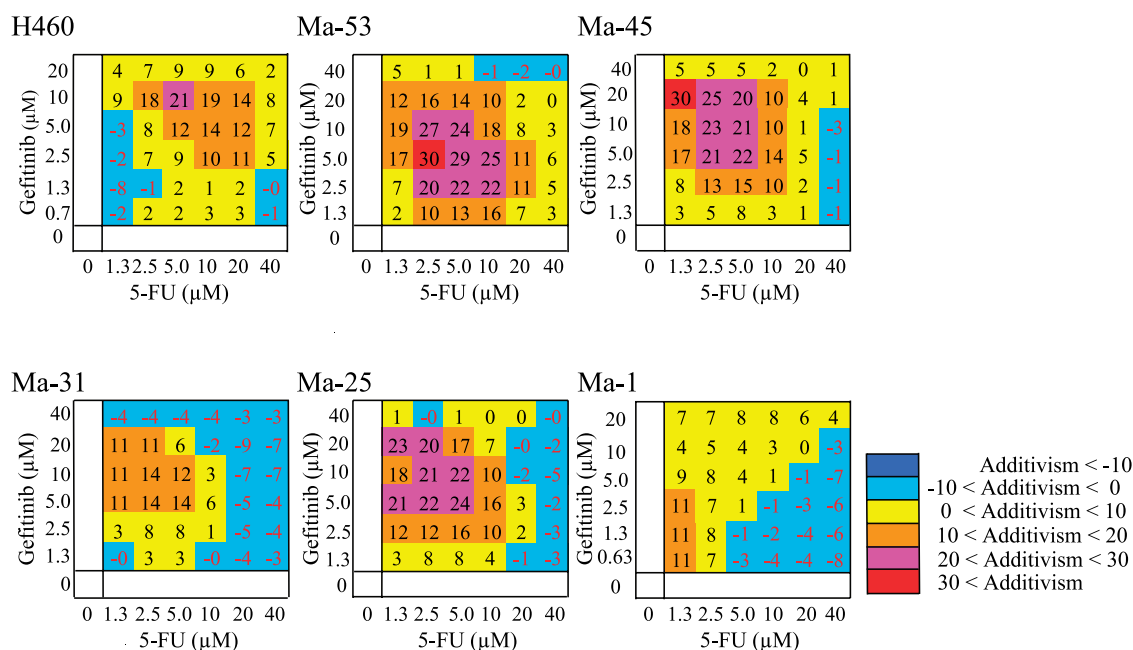 H460
Gefitinib (μM)
20 4 7 9 9 6 2
10 9 18 21 19 14 8
5.0 -3 8 12 14 12 7
2.5 -2 7 9 10 11 5
1.3 -8 -1 2 1 2 -0
0.7 -2 2 2 3 3 -1
0
0 1.3 2.5 5.0 10 20 40
5-FU (μM)
Ma-53
Gefitinib (μM)
40 5 1 1 -1 -2 -0
20 12 16 14 10 2 0
10 19 27 24 18 8 3
5.0 17 30 29 25 11 6
2.5 7 20 22 22 11 5
1.3 2 10 13 16 7 3
0
0 1.3 2.5 5.0 10 20 40
5-FU (μM)
Ma-45
Gefitinib (μM)
40 5 5 5 2 0 1
20 30 25 20 10 4 1
10 18 23 21 10 1 -3
5.0 17 21 22 14 5 -1
2.5 8 13 15 10 2 -1
1.3 3 5 8 3 1 -1
0
0 1.3 2.5 5.0 10 20 40
5-FU (μM)
Ma-31
Gefitinib (μM)
40 -4 -4 -4 -4 -3 -3
20 11 11 6 -2 -9 -7
10 11 14 12 3 -7 -7
5.0 11 14 14 6 -5 -4
2.5 3 8 8 1 -5 -4
1.3 -0 3 3 -0 -4 -3
0
0 1.3 2.5 5.0 10 20 40
5-FU (μM)
Ma-25
Gefitinib (μM)
40 1 -0 1 0 0 -0
20 23 20 17 7 -0 -2
10 18 21 22 10 -2 -5
5.0 21 22 24 16 3 -2
2.5 12 12 16 10 2 -3
1.3 3 8 8 4 -1 -3
0
0 1.3 2.5 5.0 10 20 40
5-FU (μM)
Ma-1
Gefitinib (μM)
20 7 7 8 8 6 4
10 4 5 4 3 0 -3
5.0 9 8 4 1 -1 -7
2.5 11 7 1 -1 -3 -6
1.3 11 8 -1 -2 -4 -6
0.63 11 7 -3 -4 -4 -8
0
0 1.3 2.5 5.0 10 20 40
5-FU (μM)
Additivism < -10
-10 < Additivism < 0
0 < Additivism < 10
10 < Additivism < 20
20 < Additivism < 30
30 < Additivism